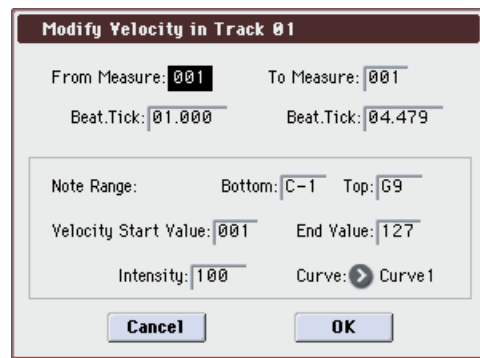 Modify Velocity in Track 01
From Measure: 001 To Measure: 001
Beat.Tick: 01.000 Beat.Tick: 04.479
Note Range: Bottom: C-1 Top: G9
Velocity Start Value: 001 End Value: 127
Intensity: 100 Curve: Curve1
Cancel OK